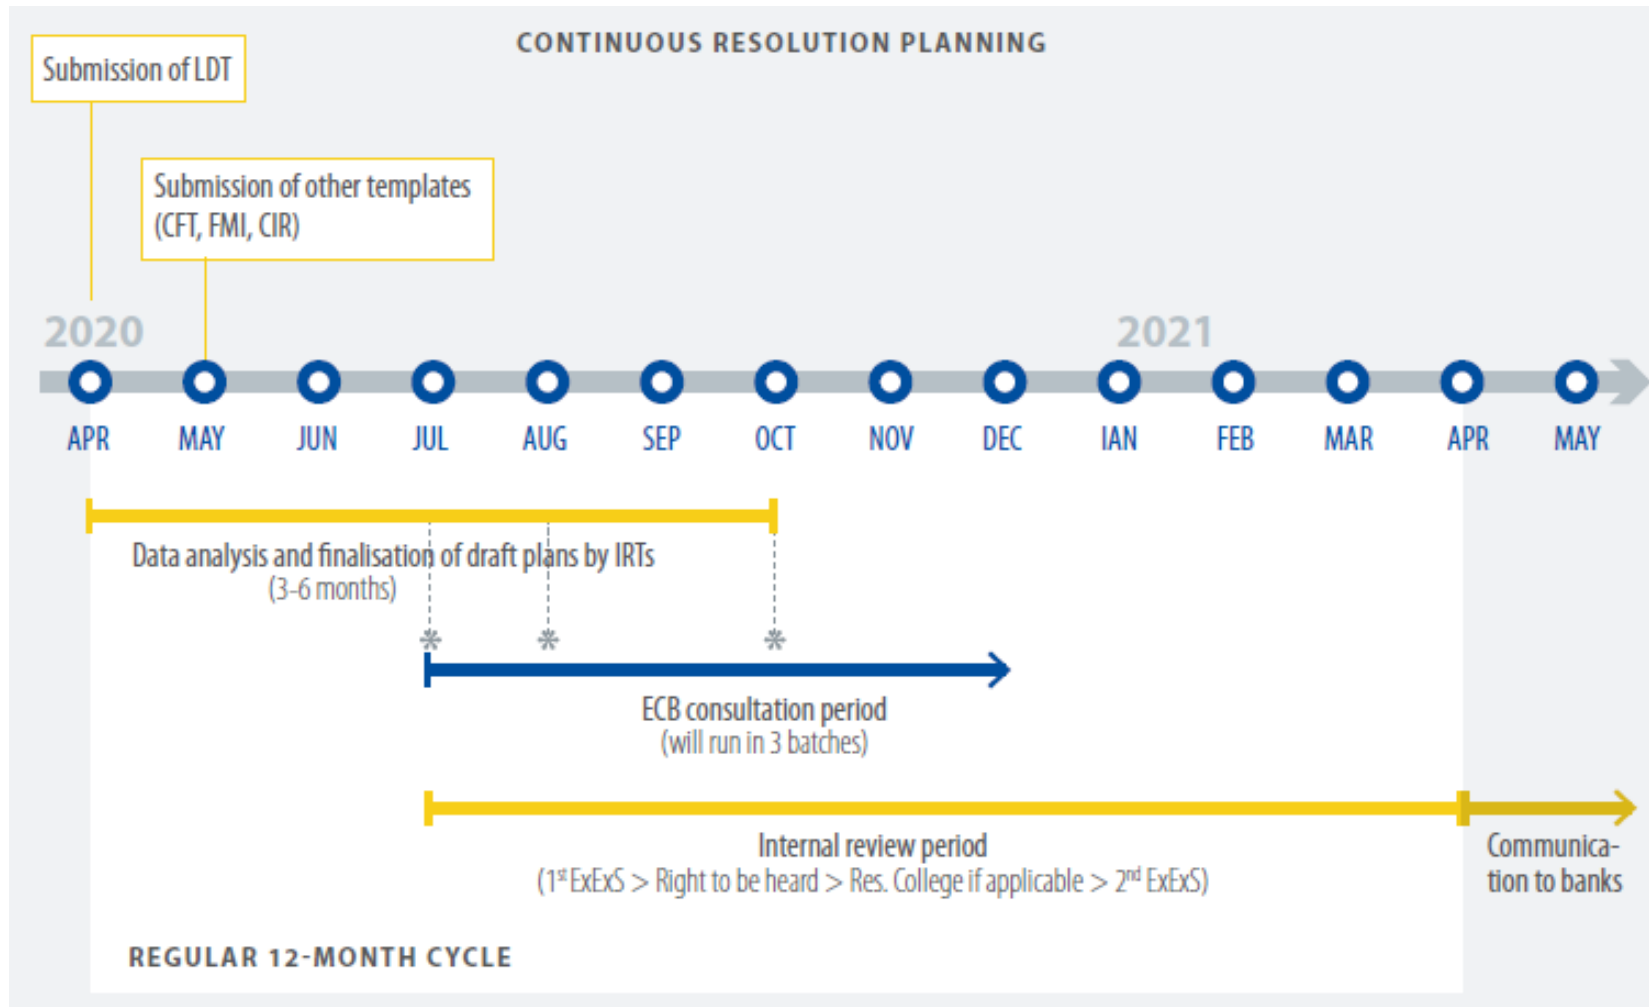 CONTINUOUS RESOLUTION PLANNING
Submission of LDT
Submission of other templates
(CFT, FMI, CIR)
2020
2021
APR
MAY
JUN
JUL
AUG
SEP
OCT
NOV
DEC
IAN
FEB
MAR
APR
MAY
Data analysis and finalisation of draft plans by IRTs
(3-6 months)
*
*
*
ECB consultation period
(will run in 3 batches)
Internal review period
(1st ExExS > Right to be heard > Res. College if applicable > 2nd ExExS)
Communica-
tion to banks
REGULAR 12-MONTH CYCLE